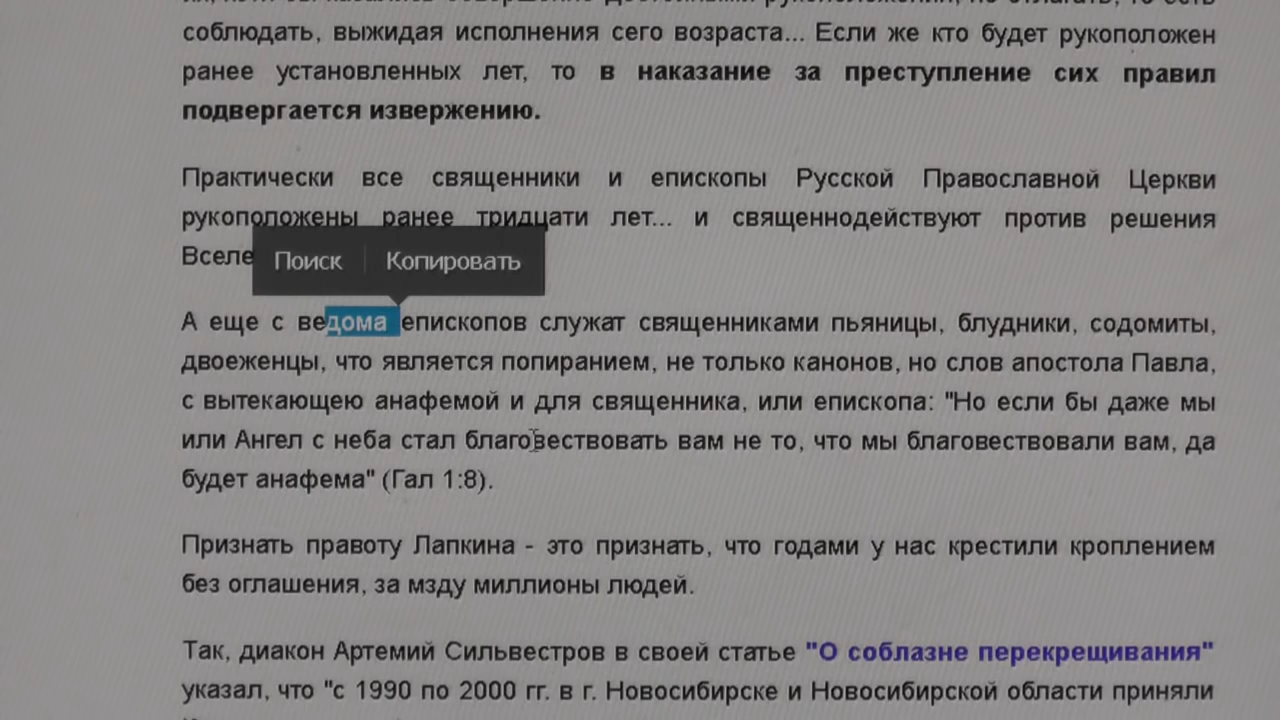 соблюдать, выжидая исполнения сего возраста... Если же кто будет рукоположен
ранее установленных лет, то в наказание за преступление сих правил
подвергается извержению.
Практически все священники и епископы Русской Православной Церкви
рукоположены ранее тридцати лет... и священнодействуют против решения
Вселе
Поиск Копировать
А еще с ведома епископов служат священниками пьяницы, блудники, содомиты,
двоеженцы, что является попиранием, не только канонов, но слов апостола Павла,
с вытекающею анафемой и для священника, или епископа: "Но если бы даже мы
или Ангел с неба стал благовествовать вам не то, что мы благовествовали вам, да
будет анафема" (Гал 1:8).
Признать правоту Лапкина - это признать, что годами у нас крестили кроплением
без оглашения, за мзду миллионы людей.
Так, диакон Артемий Сильвестров в своей статье "О соблазне перекрещивания"
указал, что "с 1990 по 2000 гг. в г. Новосибирске и Новосибирской области приняли